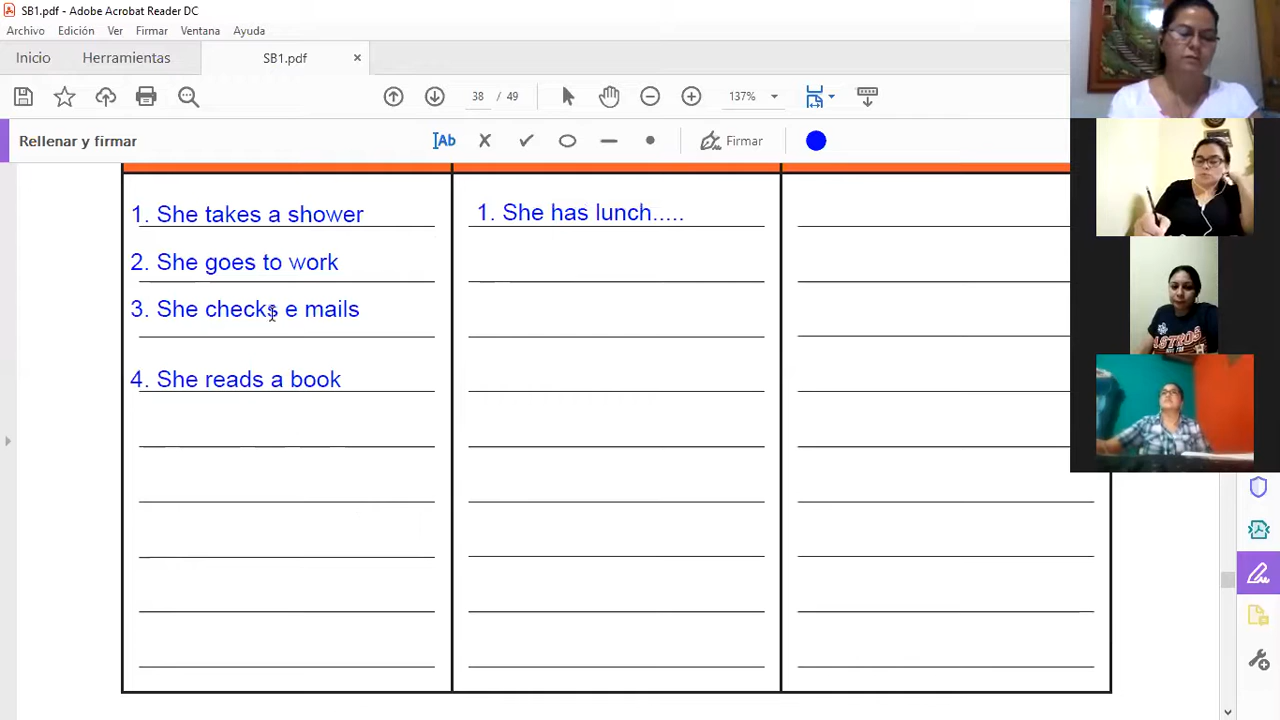 SB1.pdf - Adobe Acrobat Reader DC
Archivo Edición Ver Firmar Ventana Ayuda
Inicio Herramientas SB1.pdf ×
38 / 49 137%
Rellenar y firmar Ab Firmar
1. She takes a shower
2. She goes to work
3. She checks e mails
4. She reads a book
1. She has lunch.....
ASTROS